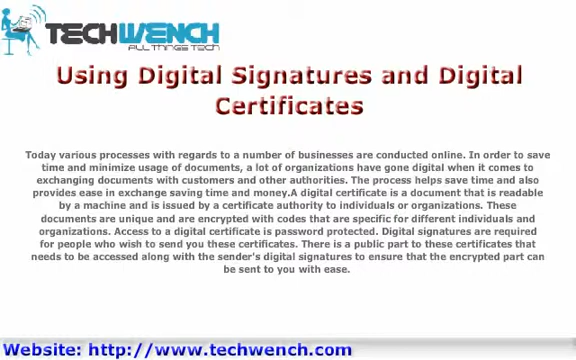 TECHWENCH
ALL THINGS TECH
Using Digital Signatures and Digital
Certificates
Today various processes with regards to a number of businesses are conducted online. In order to save
time and minimize usage of documents, a lot of organizations have gone digital when it comes to
exchanging documents with customers and other authorities. The process helps save time and also
provides ease in exchange saving time and money.A digital certificate is a document that is readable
by a machine and is issued by a certificate authority to individuals or organizations. These
documents are unique and are encrypted with codes that are specific for different individuals and
organizations. Access to a digital certificate is password protected. Digital signatures are required
for people who wish to send you these certificates. There is a public part to these certificates that
needs to be accessed along with the sender's digital signatures to ensure that the encrypted part can
be sent to you with ease.
Website: http://www.techwench.com